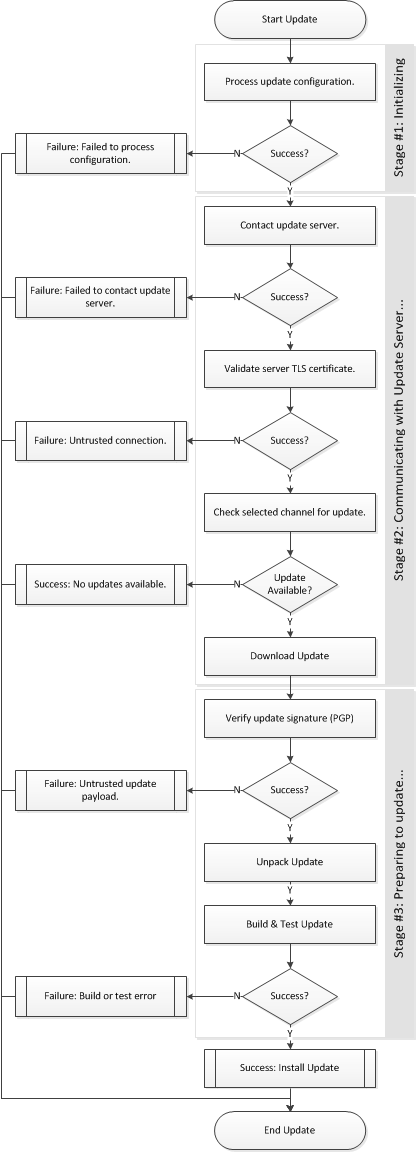 Start Update
Stage #1: Initializing
Process update configuration.
Success?
N
Failure: Failed to process
configuration.
Y
Stage #2: Communicating with Update Server...
Contact update server.
Success?
N
Failure: Failed to contact update
server.
Y
Validate server TLS certificate.
Success?
N
Failure: Untrusted connection.
Y
Check selected channel for update.
Update
Available?
N
Success: No updates available.
Y
Download Update
Stage #3: Preparing to update...
Verify update signature (PGP)
Success?
N
Failure: Untrusted update
payload.
Y
Unpack Update
Y
Build & Test Update
Success?
N
Failure: Build or test error
Y
Success: Install Update
End Update